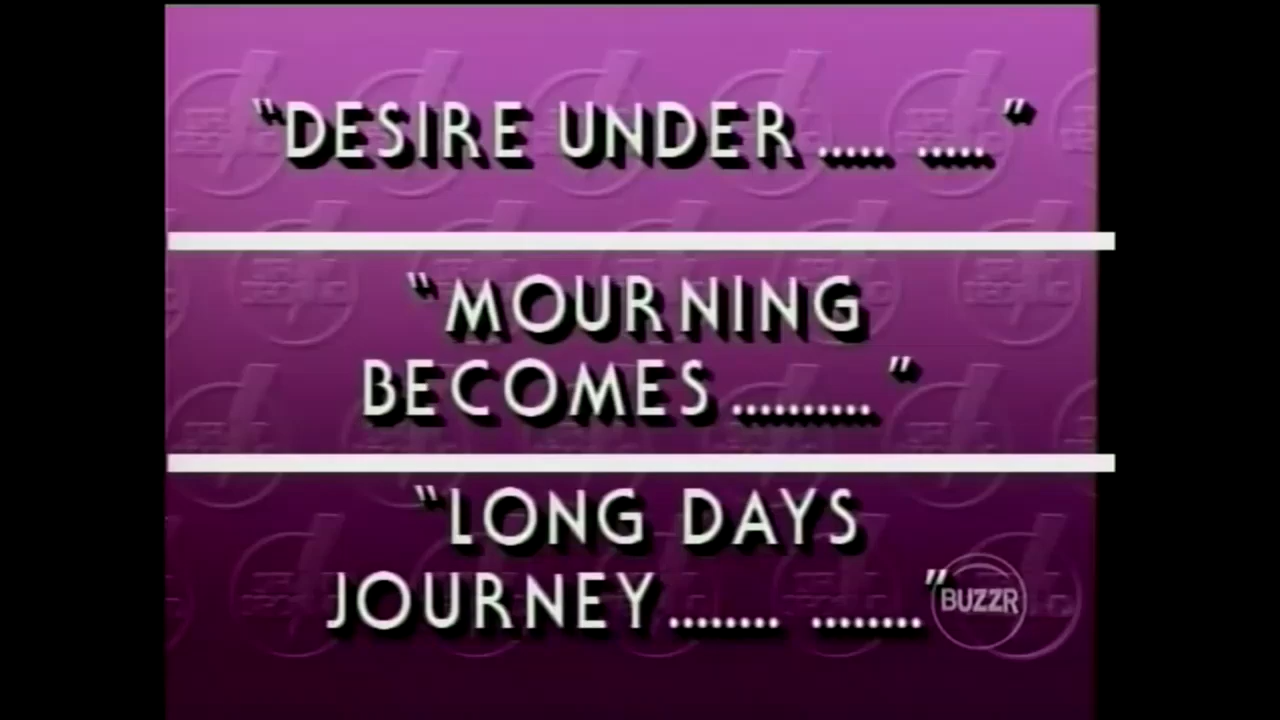 "DESIRE UNDER ..... ....."
"MOURNING
BECOMES .......... "
"LONG DAYS
JOURNEY ........ ........"
BUZZR